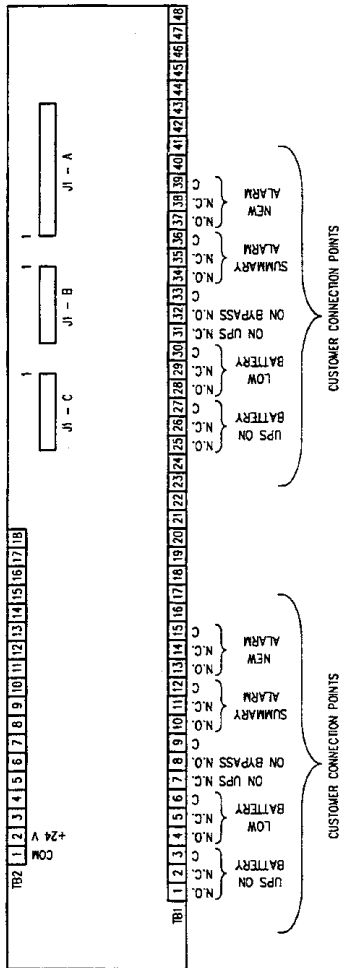 TB2
COM
+24 V
1 2 3 4 5 6 7 8 9 10 11 12 13 14 15 16 17 18
J1 - C
1
J1 - B
1
J1 - A
1
TB1
1 2 3 4 5 6 7 8 9 10 11 12 13 14 15 16 17 18 19 20 21 22 23 24 25 26 27 28 29 30 31 32 33 34 35 36 37 38 39 40 41 42 43 44 45 46 47 48
N.O.
N.C.
C
UPS ON
BATTERY
N.O.
N.C.
C
LOW
BATTERY
ON UPS N.C.
ON BYPASS N.O.
C
N.O.
N.C.
C
SUMMARY
ALARM
N.O.
N.C.
C
NEW
ALARM
CUSTOMER CONNECTION POINTS
N.O.
N.C.
C
UPS ON
BATTERY
N.O.
N.C.
C
LOW
BATTERY
ON UPS N.C.
ON BYPASS N.O.
C
N.O.
N.C.
C
SUMMARY
ALARM
N.O.
N.C.
C
NEW
ALARM
CUSTOMER CONNECTION POINTS